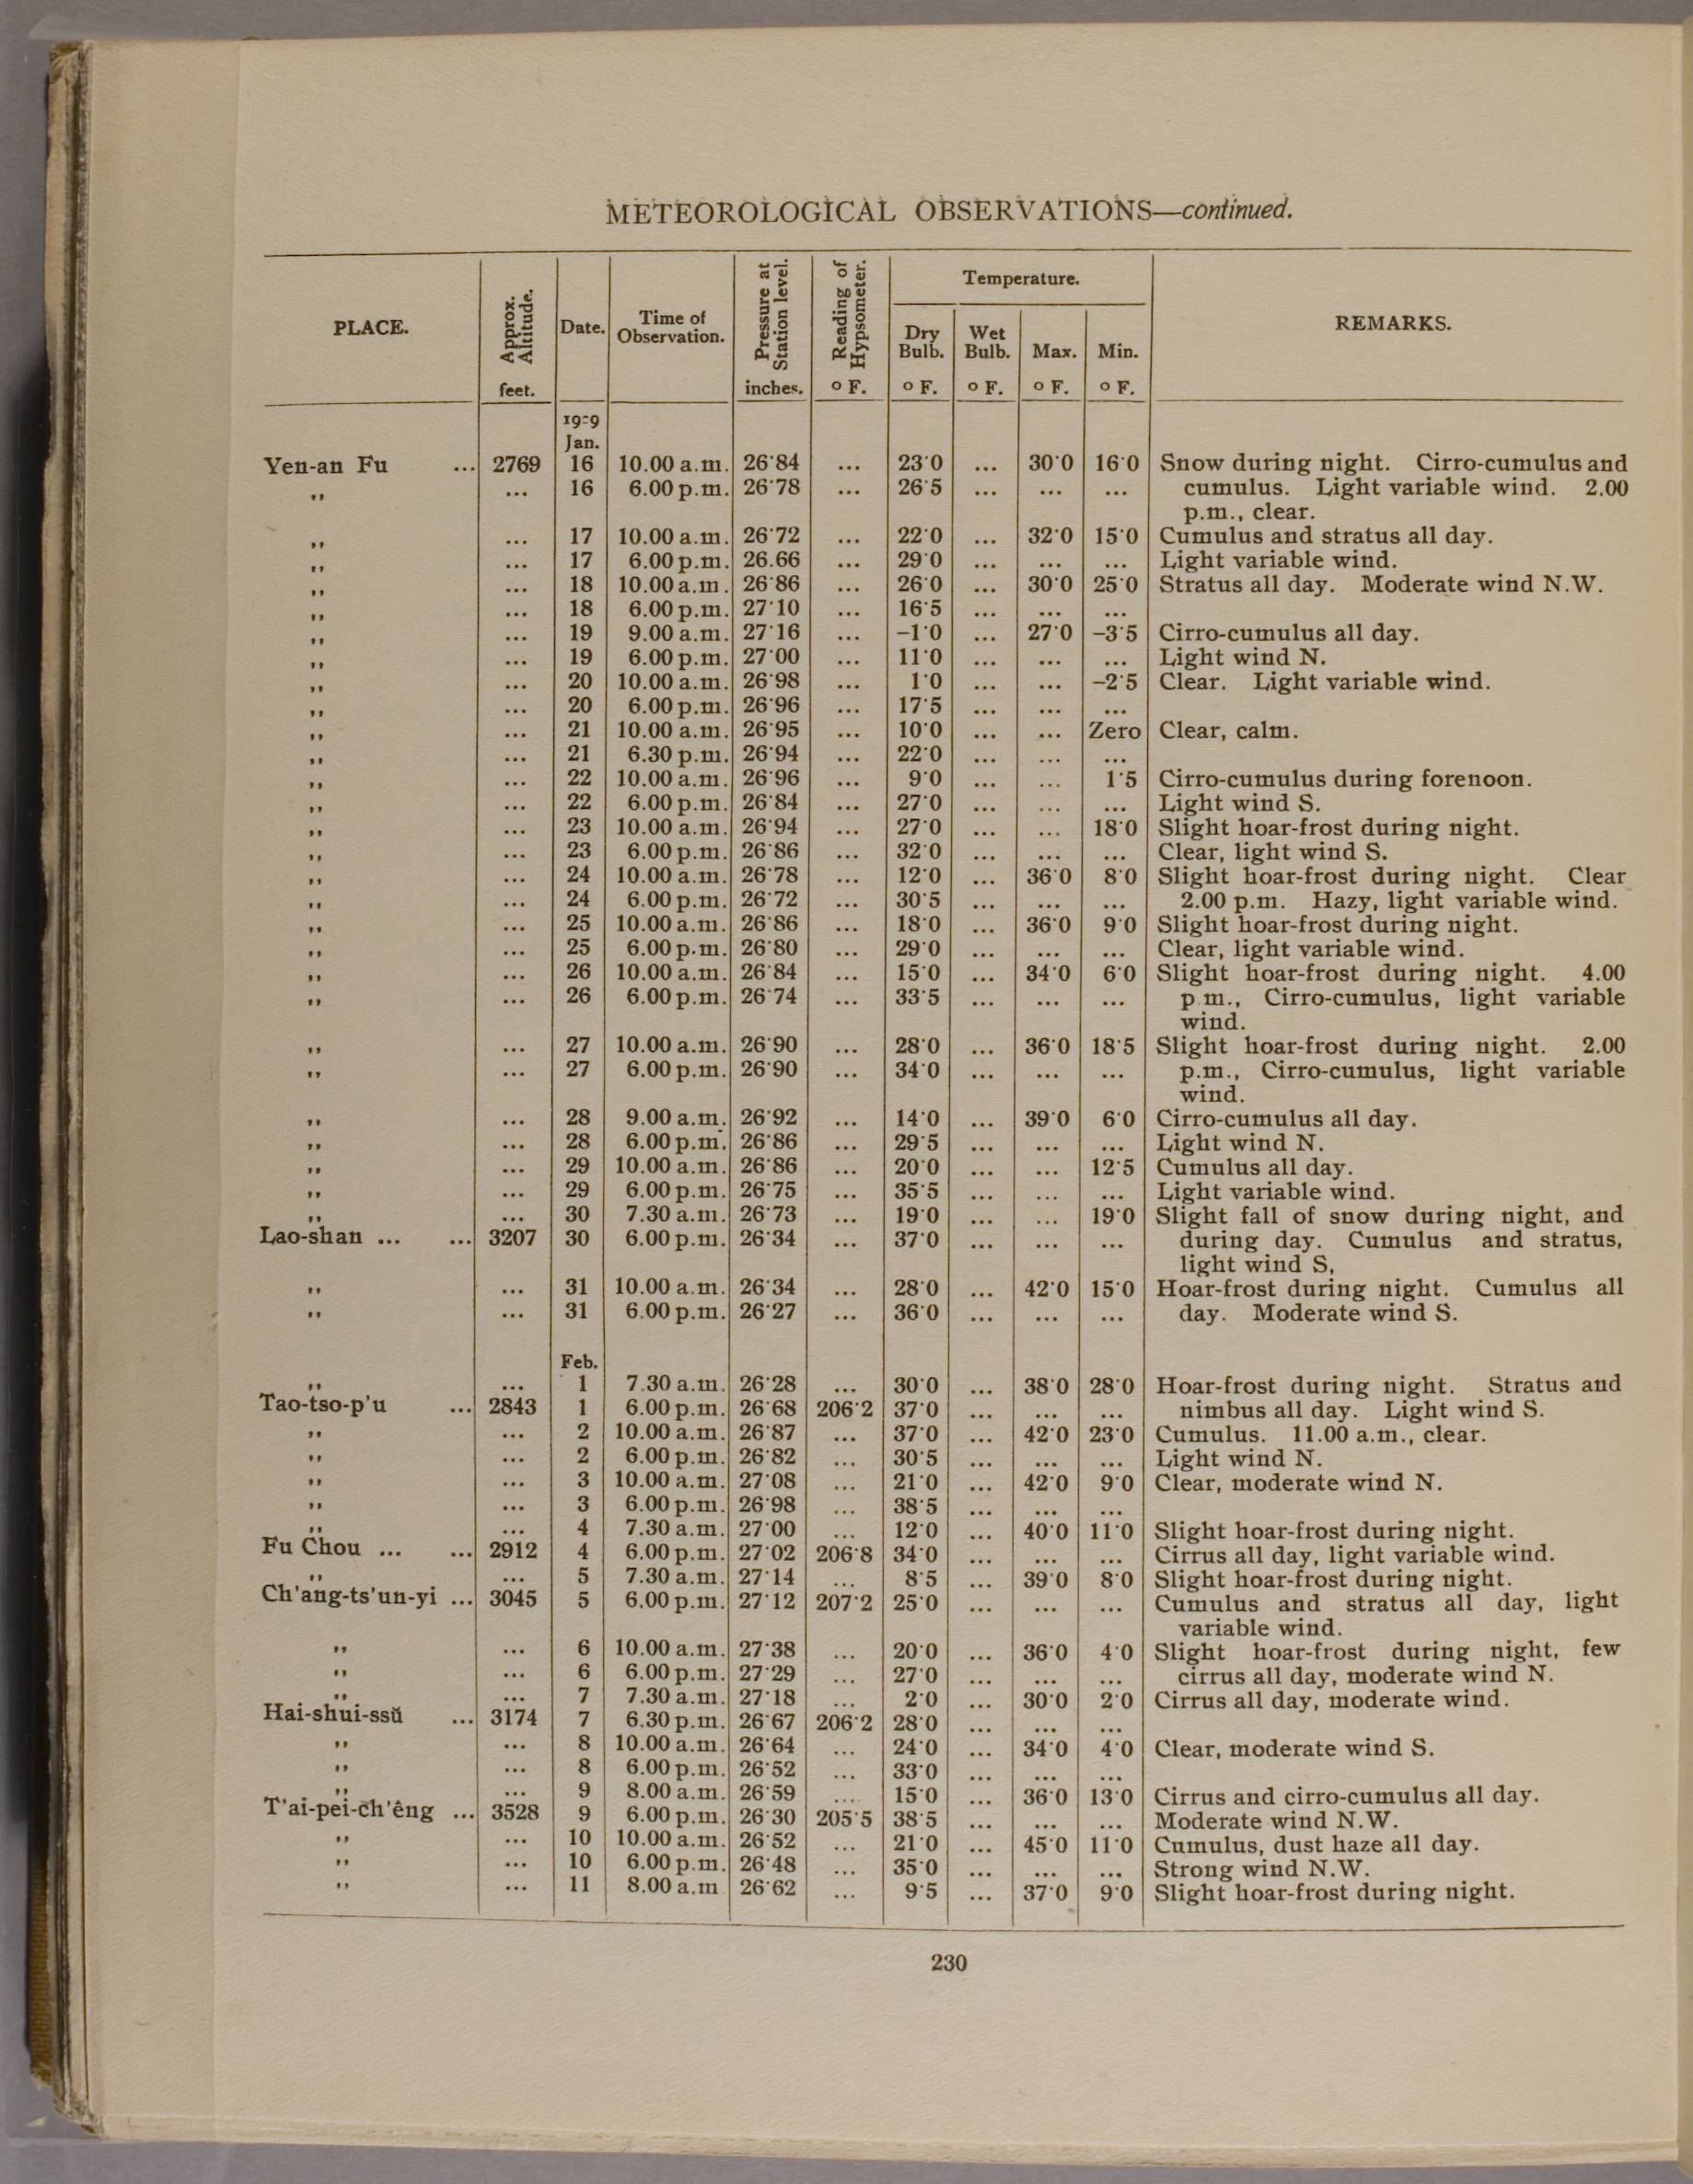 METEOROLOGICAL OBSERVATIONS—continued.
PLACE. Approx. Altitude. Date. Time of Observation. Pressure at Station level. Reading of Hypsometer. Temperature. REMARKS.
Dry Bulb. Wet Bulb. Max. Min.
feet. inches. o F. o F. o F. o F. o F.
Jan.
Yen-an Fu ... 2769 16 10.00 a.m. 26·84 ... 23·0 ... 30·0 16·0 Snow during night. Cirro-cumulus and
,, ... 16 6.00 p.m. 26·78 ... 26·5 ... ... ... cumulus. Light variable wind. 2.00
p.m., clear.
,, ... 17 10.00 a.m. 26·72 ... 22·0 ... 32·0 15·0 Cumulus and stratus all day.
,, ... 17 6.00 p.m. 26.66 ... 29·0 ... ... ... Light variable wind.
,, ... 18 10.00 a.m. 26·86 ... 26·0 ... 30·0 25·0 Stratus all day. Moderate wind N.W.
,, ... 18 6.00 p.m. 27·10 ... 16·5 ... ... ...
,, ... 19 9.00 a.m. 27·16 ... –1·0 ... 27·0 –3·5 Cirro-cumulus all day.
,, ... 19 6.00 p.m. 27·00 ... 11·0 ... ... ... Light wind N.
,, ... 20 10.00 a.m. 26·98 ... 1·0 ... ... –2·5 Clear. Light variable wind.
,, ... 20 6.00 p.m. 26·96 ... 17·5 ... ... ...
,, ... 21 10.00 a.m. 26·95 ... 10·0 ... ... Zero Clear, calm.
,, ... 21 6.30 p.m. 26·94 ... 22·0 ... ... ...
,, ... 22 10.00 a.m. 26·96 ... 9·0 ... ... 1·5 Cirro-cumulus during forenoon.
,, ... 22 6.00 p.m. 26·84 ... 27·0 ... ... ... Light wind S.
,, ... 23 10.00 a.m. 26·94 ... 27·0 ... ... 18·0 Slight hoar-frost during night.
,, ... 23 6.00 p.m. 26·86 ... 32·0 ... ... ... Clear, light wind S.
,, ... 24 10.00 a.m. 26·78 ... 12·0 ... 36·0 8·0 Slight hoar-frost during night. Clear
,, ... 24 6.00 p.m. 26·72 ... 30·5 ... ... ... 2.00 p.m. Hazy, light variable wind.
,, ... 25 10.00 a.m. 26·86 ... 18·0 ... 36·0 9·0 Slight hoar-frost during night.
,, ... 25 6.00 p.m. 26·80 ... 29·0 ... ... ... Clear, light variable wind.
,, ... 26 10.00 a.m. 26·84 ... 15·0 ... 34·0 6·0 Slight hoar-frost during night. 4.00
,, ... 26 6.00 p.m. 26·74 ... 33·5 ... ... ... p m., Cirro-cumulus, light variable
wind.
,, ... 27 10.00 a.m. 26·90 ... 28·0 ... 36·0 18·5 Slight hoar-frost during night. 2.00
,, ... 27 6.00 p.m. 26·90 ... 34·0 ... ... ... p.m., Cirro-cumulus, light variable
wind.
,, ... 28 9.00 a.m. 26·92 ... 14·0 ... 39·0 6·0 Cirro-cumulus all day.
,, ... 28 6.00 p.m. 26·86 ... 29·5 ... ... ... Light wind N.
,, ... 29 10.00 a.m. 26·86 ... 20·0 ... ... 12·5 Cumulus all day.
,, ... 29 6.00 p.m. 26·75 ... 35·5 ... ... ... Light variable wind.
,, ... 30 7.30 a.m. 26·73 ... 19·0 ... ... 19·0 Slight fall of snow during night, and
Lao-shan ... ... 3207 30 6.00 p.m. 26·34 ... 37·0 ... ... ... during day. Cumulus and stratus,
light wind S,
,, ... 31 10.00 a.m. 26·34 ... 28·0 ... 42·0 15·0 Hoar-frost during night. Cumulus all
,, ... 31 6.00 p.m. 26·27 ... 36·0 ... ... ... day. Moderate wind S.
Feb.
,, ... 1 7.30 a.m. 26·28 ... 30·0 ... 38·0 28·0 Hoar-frost during night. Stratus and
Tao-tso-p'u ... 2843 1 6.00 p.m. 26·68 206·2 37·0 ... ... ... nimbus all day. Light wind S.
,, ... 2 10.00 a.m. 26·87 ... 37·0 ... 42·0 23·0 Cumulus. 11.00 a.m., clear.
,, ... 2 6.00 p.m. 26·82 ... 30·5 ... ... ... Light wind N.
,, ... 3 10.00 a.m. 27·08 ... 21·0 ... 42·0 9·0 Clear, moderate wind N.
,, ... 3 6.00 p.m. 26·98 ... 38·5 ... ... ...
,, ... 4 7.30 a.m. 27·00 ... 12·0 ... 40·0 11·0 Slight hoar-frost during night.
Fu Chou ... ... 2912 4 6.00 p.m. 27·02 206·8 34·0 ... ... ... Cirrus all day, light variable wind.
,, ... 5 7.30 a.m. 27·14 ... 8·5 ... 39·0 8·0 Slight hoar-frost during night.
Ch'ang-ts'un-yi ... 3045 5 6.00 p.m. 27·12 207·2 25·0 ... ... ... Cumulus and stratus all day, light
variable wind.
,, ... 6 10.00 a.m. 27·38 ... 20·0 ... 36·0 4·0 Slight hoar-frost during night, few
,, ... 6 6.00 p.m. 27·29 ... 27·0 ... ... ... cirrus all day, moderate wind N.
,, ... 7 7.30 a.m. 27·18 ... 2·0 ... 30·0 2·0 Cirrus all day, moderate wind.
Hai-shui-ssŭ ... 3174 7 6.30 p.m. 26·67 206·2 28·0 ... ... ...
,, ... 8 10.00 a.m. 26·64 ... 24·0 ... 34·0 4·0 Clear, moderate wind S.
,, ... 8 6.00 p.m. 26·52 ... 33·0 ... ... ...
,, ... 9 8.00 a.m. 26·59 ... 15·0 ... 36·0 13·0 Cirrus and cirro-cumulus all day.
T'ai-pei-ch'êng ... 3528 9 6.00 p.m. 26·30 205·5 38·5 ... ... ... Moderate wind N.W.
,, ... 10 10.00 a.m. 26·52 ... 21·0 ... 45·0 11·0 Cumulus, dust haze all day.
,, ... 10 6.00 p.m. 26·48 ... 35·0 ... ... ... Strong wind N.W.
,, ... 11 8.00 a.m 26·62 ... 9·5 ... 37·0 9·0 Slight hoar-frost during night.
230